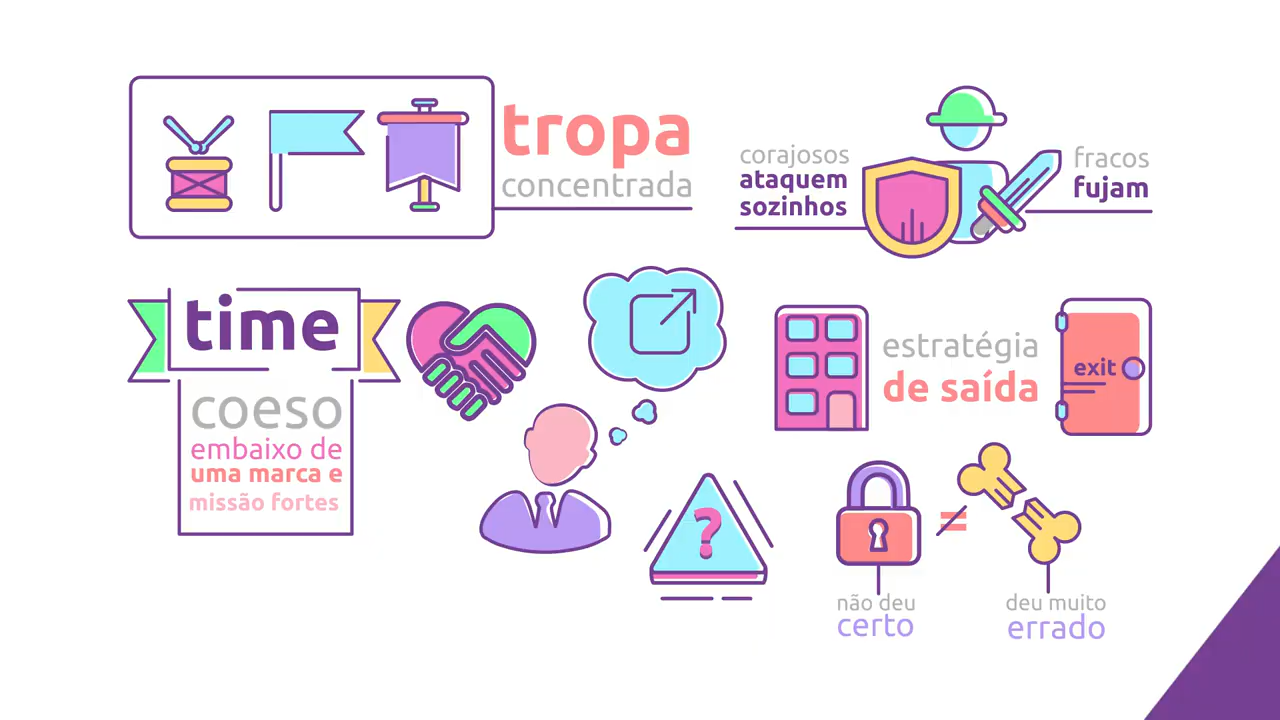 tropa
concentrada
corajosos
ataquem
sozinhos
fracos
fujam
time
coeso
embaixo de
uma marca e
missão fortes
?
estratégia
de saída
exit
=
não deu
certo
deu muito
errado